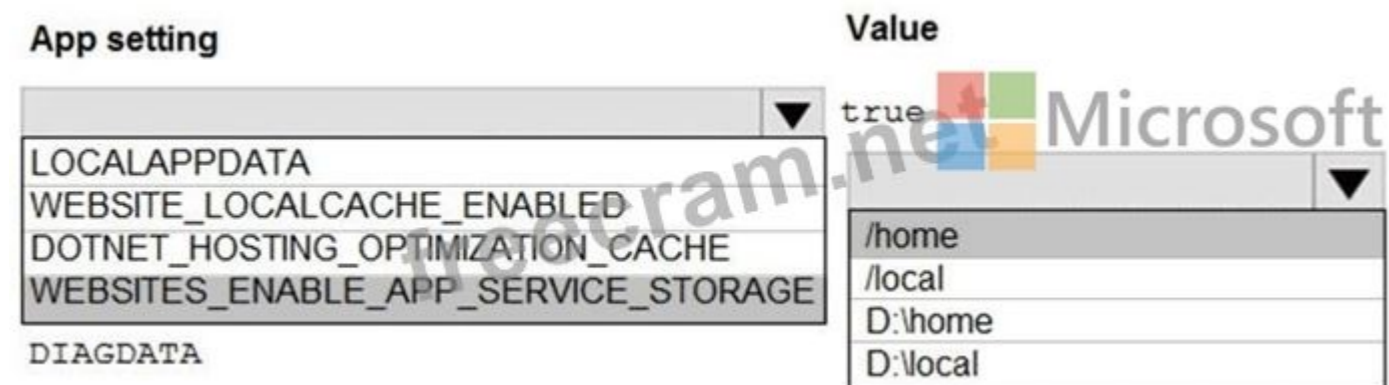 App setting
Value
true
Microsoft
LOCALAPPDATA
WEBSITE_LOCALCACHE_ENABLED
DOTNET_HOSTING_OPTIMIZATION_CACHE
WEBSITES_ENABLE_APP_SERVICE_STORAGE
DIAGDATA
/home
/local
D:\home
D:\local
freecram.net